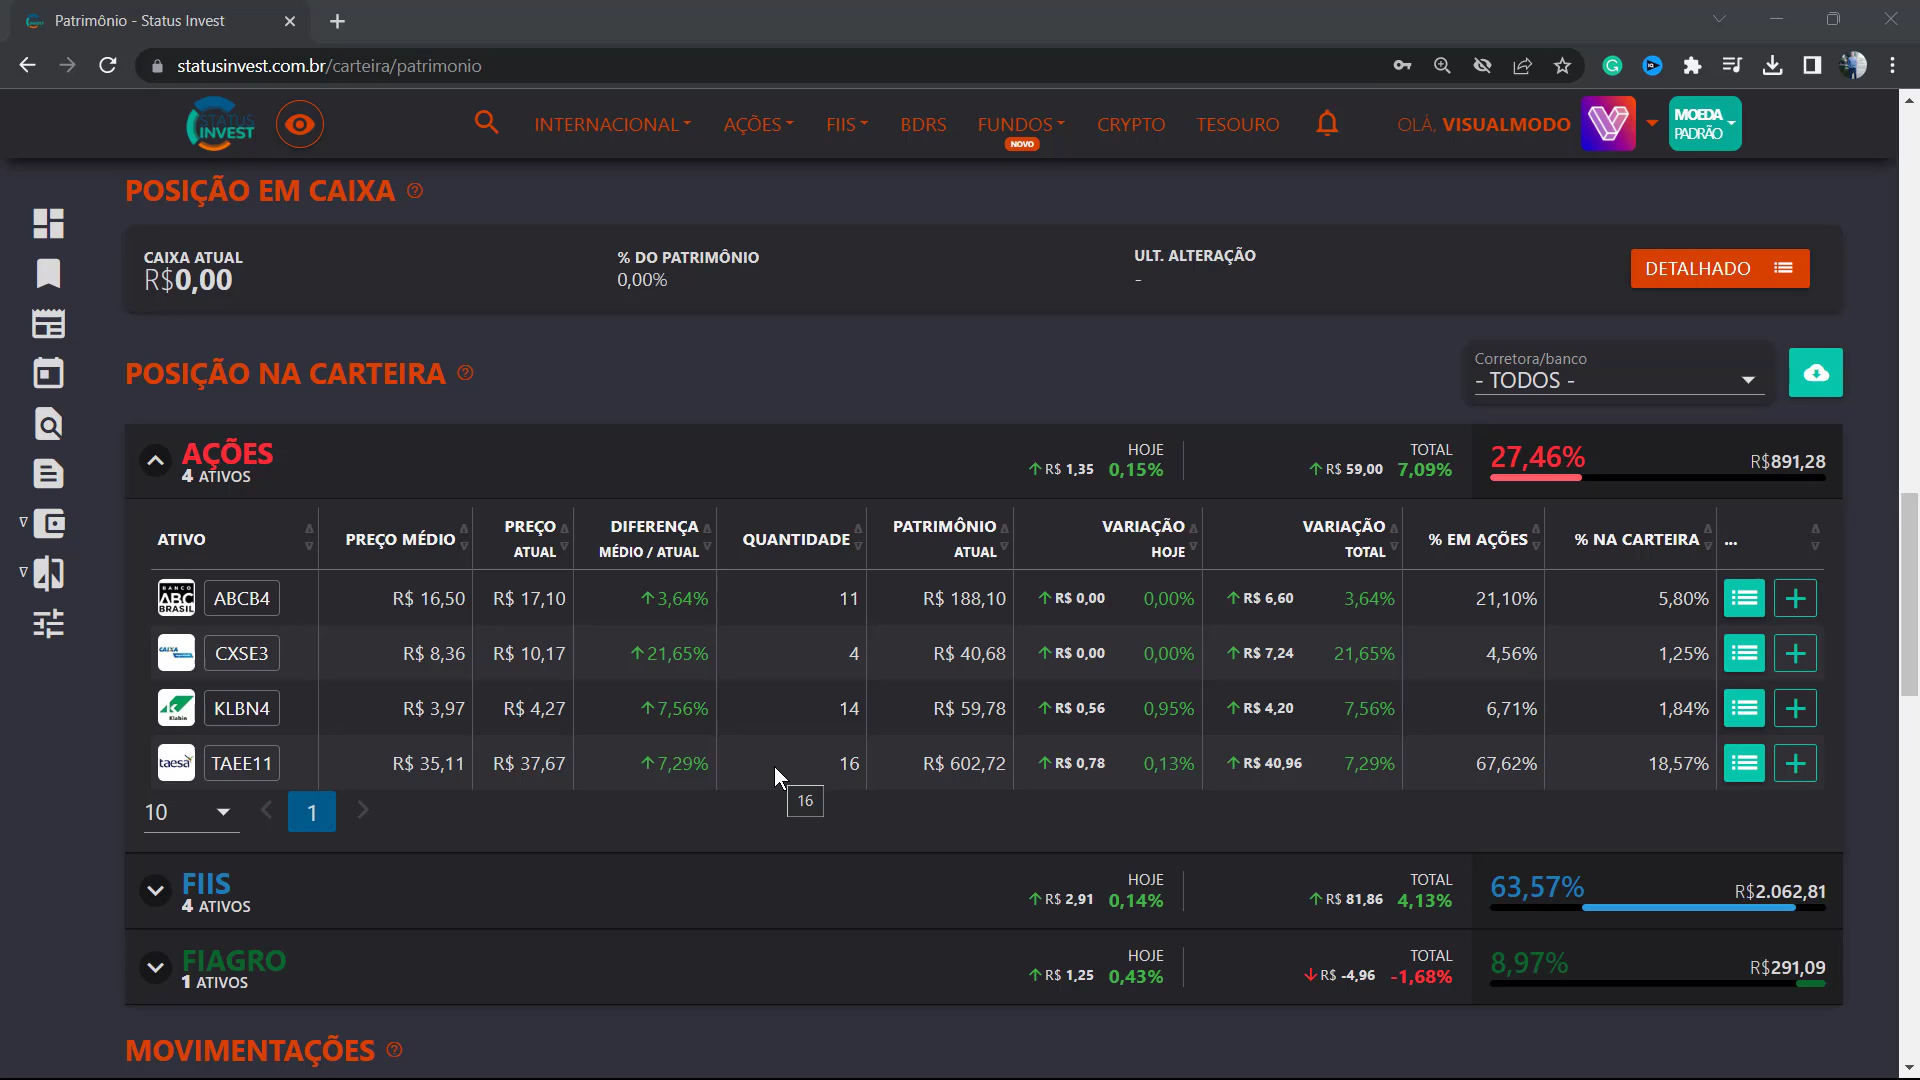 Patrimônio - Status Invest
statusinvest.com.br/carteira/patrimonio
STATUS
INVEST
INTERNACIONAL
AÇÕES
FIIS
BDRS
FUNDOS
NOVO
CRYPTO
TESOURO
OLÁ, VISUALMODO
MOEDA
PADRÃO
POSIÇÃO EM CAIXA
CAIXA ATUAL
R$0,00
% DO PATRIMÔNIO
0,00%
ULT. ALTERAÇÃO
-
DETALHADO
POSIÇÃO NA CARTEIRA
Corretora/banco
- TODOS -
AÇÕES
4 ATIVOS
HOJE
R$ 1,35 0,15%
TOTAL
R$ 59,00 7,09%
27,46%
R$891,28
ATIVO
PREÇO MÉDIO
PREÇO
ATUAL
DIFERENÇA
MÉDIO / ATUAL
QUANTIDADE
PATRIMÔNIO
ATUAL
VARIAÇÃO
HOJE
VARIAÇÃO
TOTAL
% EM AÇÕES
% NA CARTEIRA
...
BANCO
ABC
BRASIL
ABCB4 R$ 16,50 R$ 17,10 3,64% 11 R$ 188,10 R$ 0,00 0,00% R$ 6,60 3,64% 21,10% 5,80%
CAIXA
CXSE3 R$ 8,36 R$ 10,17 21,65% 4 R$ 40,68 R$ 0,00 0,00% R$ 7,24 21,65% 4,56% 1,25%
Klabin
KLBN4 R$ 3,97 R$ 4,27 7,56% 14 R$ 59,78 R$ 0,56 0,95% R$ 4,20 7,56% 6,71% 1,84%
taesa
TAEE11 R$ 35,11 R$ 37,67 7,29% 16 R$ 602,72 R$ 0,78 0,13% R$ 40,96 7,29% 67,62% 18,57%
16
10
1
FIIS
4 ATIVOS
HOJE
R$ 2,91 0,14%
TOTAL
R$ 81,86 4,13%
63,57%
R$2.062,81
FIAGRO
1 ATIVOS
HOJE
R$ 1,25 0,43%
TOTAL
R$ -4,96 -1,68%
8,97%
R$291,09
MOVIMENTAÇÕES